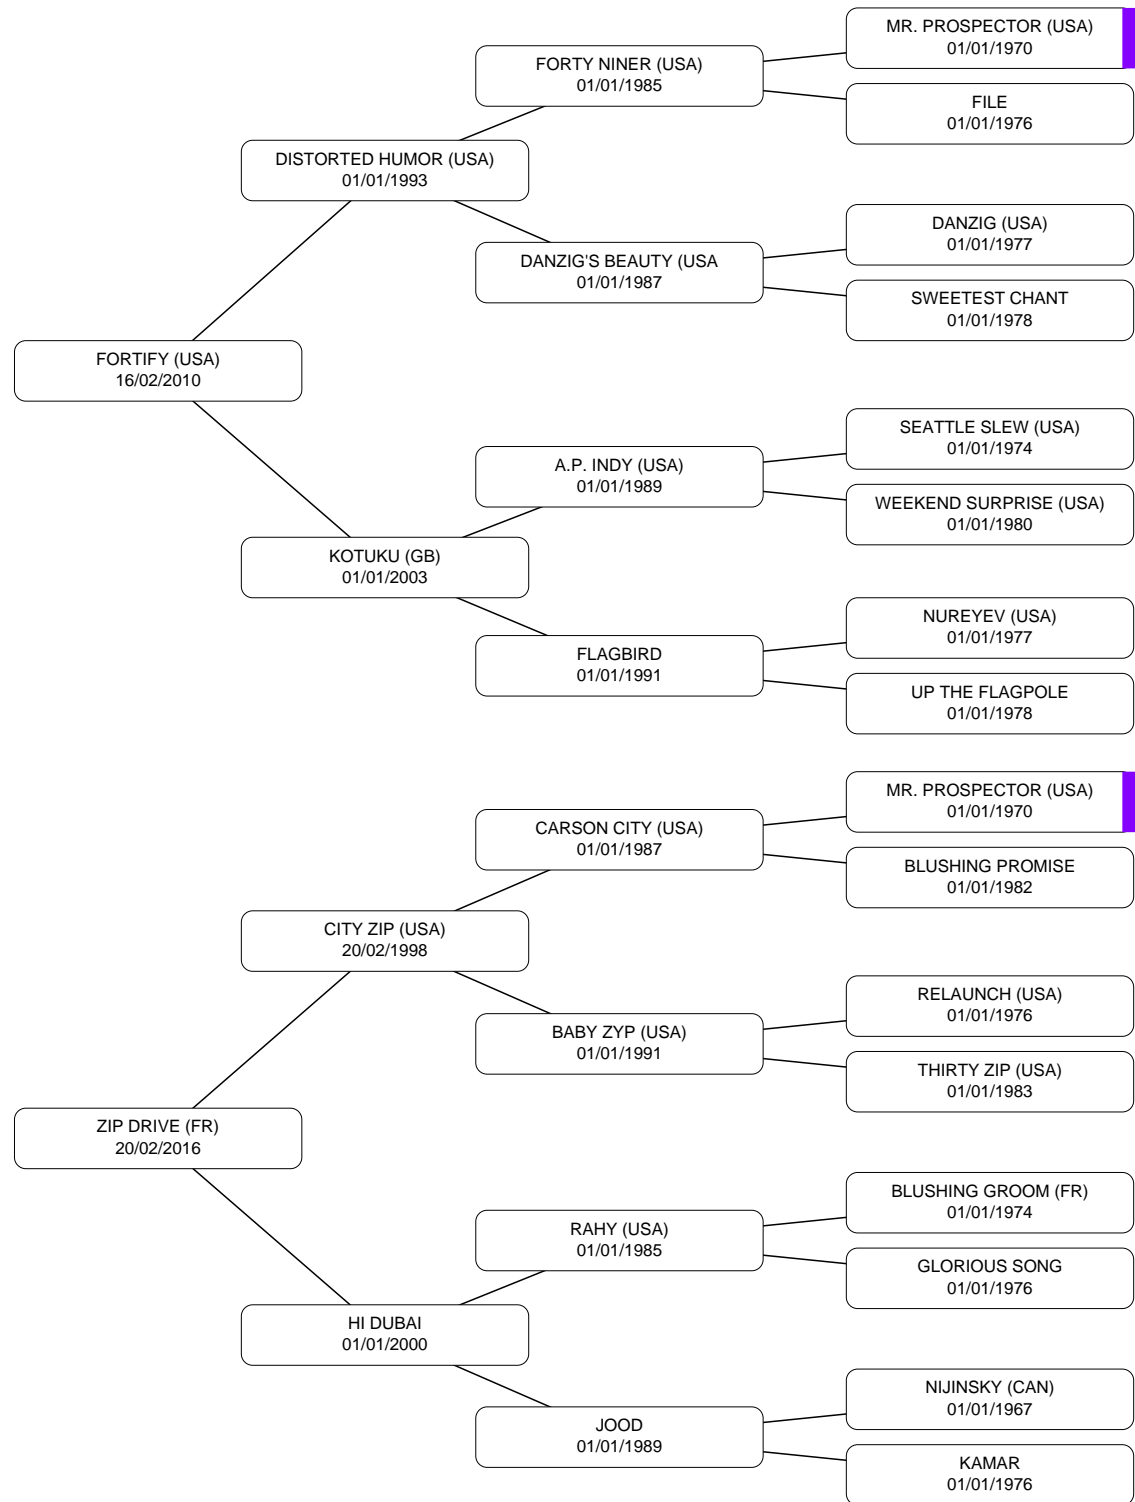 MR. PROSPECTOR (USA)
01/01/1970
FORTY NINER (USA)
01/01/1985
FILE
01/01/1976
DISTORTED HUMOR (USA)
01/01/1993
DANZIG (USA)
01/01/1977
DANZIG'S BEAUTY (USA
01/01/1987
SWEETEST CHANT
01/01/1978
FORTIFY (USA)
16/02/2010
SEATTLE SLEW (USA)
01/01/1974
A.P. INDY (USA)
01/01/1989
WEEKEND SURPRISE (USA)
01/01/1980
KOTUKU (GB)
01/01/2003
NUREYEV (USA)
01/01/1977
FLAGBIRD
01/01/1991
UP THE FLAGPOLE
01/01/1978
MR. PROSPECTOR (USA)
01/01/1970
CARSON CITY (USA)
01/01/1987
BLUSHING PROMISE
01/01/1982
CITY ZIP (USA)
20/02/1998
RELAUNCH (USA)
01/01/1976
BABY ZYP (USA)
01/01/1991
THIRTY ZIP (USA)
01/01/1983
ZIP DRIVE (FR)
20/02/2016
BLUSHING GROOM (FR)
01/01/1974
RAHY (USA)
01/01/1985
GLORIOUS SONG
01/01/1976
HI DUBAI
01/01/2000
NIJINSKY (CAN)
01/01/1967
JOOD
01/01/1989
KAMAR
01/01/1976